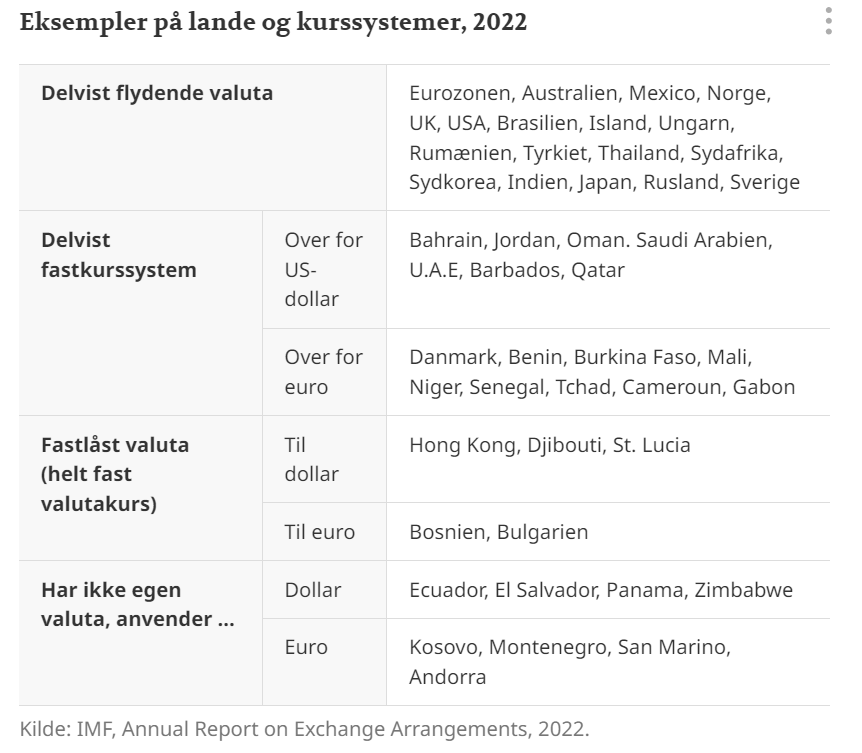 Eksempler på lande og kurssystemer, 2022
Delvist flydende valuta
Eurozonen, Australien, Mexico, Norge,
UK, USA, Brasilien, Island, Ungarn,
Rumænien, Tyrkiet, Thailand, Sydafrika,
Sydkorea, Indien, Japan, Rusland, Sverige
Delvist
fastkurssystem
Over for
US-
dollar
Bahrain, Jordan, Oman. Saudi Arabien,
U.A.E, Barbados, Qatar
Over for
euro
Danmark, Benin, Burkina Faso, Mali,
Niger, Senegal, Tchad, Cameroun, Gabon
Fastlåst valuta
(helt fast
valutakurs)
Til
dollar
Hong Kong, Djibouti, St. Lucia
Til euro
Bosnien, Bulgarien
Har ikke egen
valuta, anvender ...
Dollar
Ecuador, El Salvador, Panama, Zimbabwe
Euro
Kosovo, Montenegro, San Marino,
Andorra
Kilde: IMF, Annual Report on Exchange Arrangements, 2022.